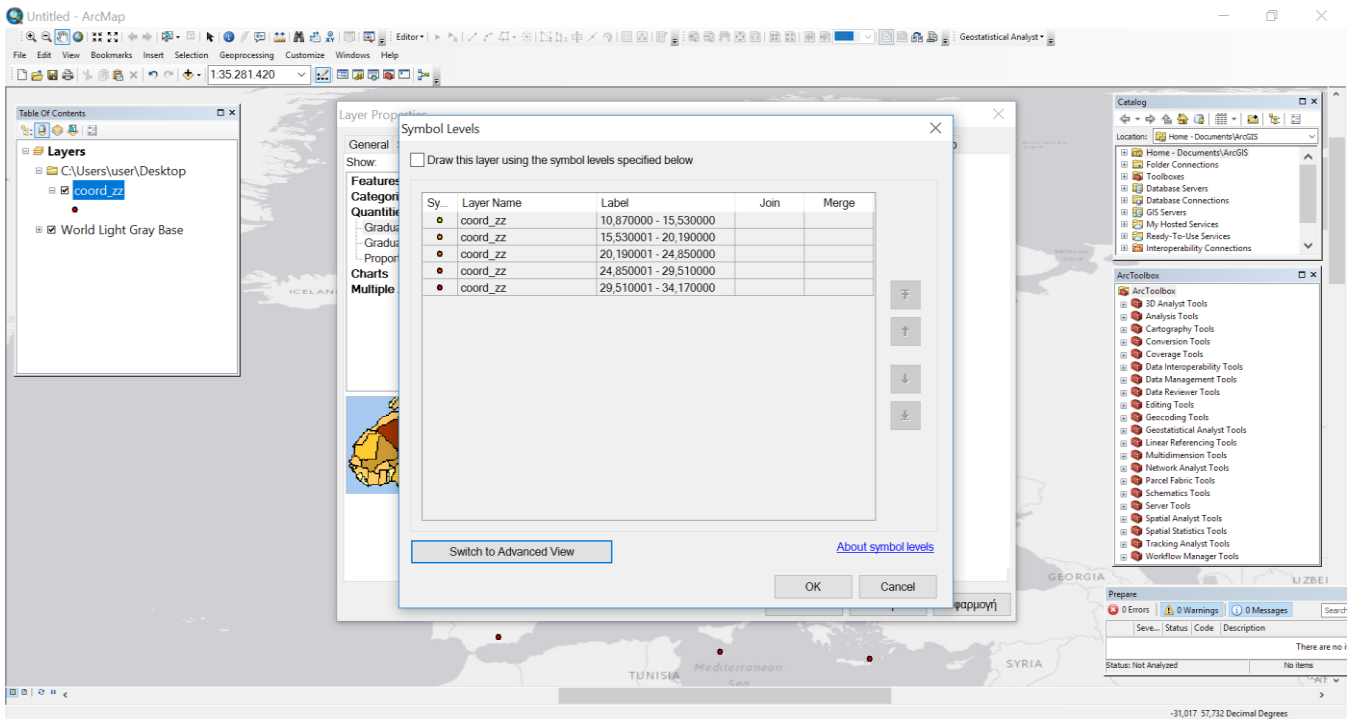 Untitled - ArcMap
Editor
Geostatistical Analyst
File Edit View Bookmarks Insert Selection Geoprocessing Customize Windows Help
1:35.281.420
Table Of Contents
Layers
C:\Users\user\Desktop
coord_zz
World Light Gray Base
Layer Properties
General
Show:
Features
Categori
Quantitie
Gradua
Gradua
Propor
Charts
Multiple
Symbol Levels
Draw this layer using the symbol levels specified below
Sy... Layer Name Label Join Merge
coord_zz 10,870000 - 15,530000
coord_zz 15,530001 - 20,190000
coord_zz 20,190001 - 24,850000
coord_zz 24,850001 - 29,510000
coord_zz 29,510001 - 34,170000
Switch to Advanced View
About symbol levels
OK Cancel
φαρμογή
Catalog
Location: Home - Documents\ArcGIS
Home - Documents\ArcGIS
Folder Connections
Toolboxes
Database Servers
Database Connections
GIS Servers
My Hosted Services
Ready-To-Use Services
Interoperability Connections
ArcToolbox
ArcToolbox
3D Analyst Tools
Analysis Tools
Cartography Tools
Conversion Tools
Coverage Tools
Data Interoperability Tools
Data Management Tools
Data Reviewer Tools
Editing Tools
Geocoding Tools
Geostatistical Analyst Tools
Linear Referencing Tools
Multidimension Tools
Network Analyst Tools
Parcel Fabric Tools
Schematics Tools
Server Tools
Spatial Analyst Tools
Spatial Statistics Tools
Tracking Analyst Tools
Workflow Manager Tools
Prepare
0 Errors 0 Warnings 0 Messages Search
Seve... Status Code Description
There are no i
Status: Not Analyzed No items
ICELAN
White Sea
GEORGIA
UZBEI
SYRIA
TUNISIA
Mediterranean Sea
-31,017 57,732 Decimal Degrees